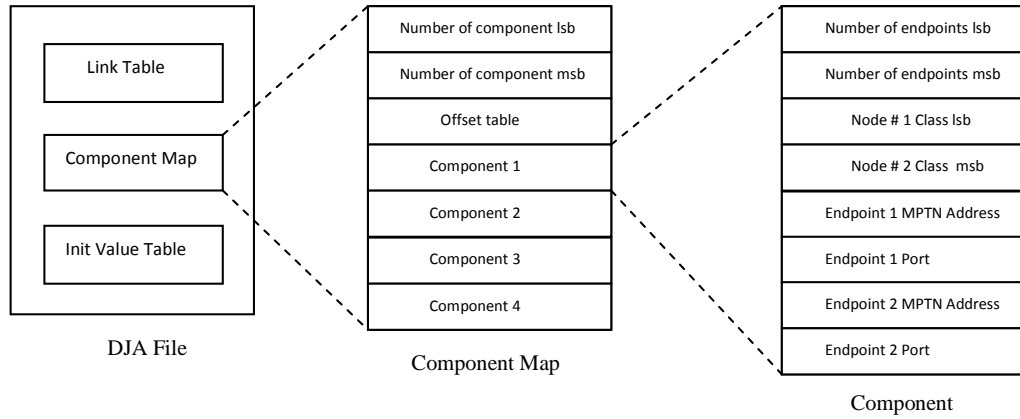 Link Table
Component Map
Init Value Table
DJA File
Number of component lsb
Number of component msb
Offset table
Component 1
Component 2
Component 3
Component 4
Component Map
Number of endpoints lsb
Number of endpoints msb
Node # 1 Class lsb
Node # 2 Class msb
Endpoint 1 MPTN Address
Endpoint 1 Port
Endpoint 2 MPTN Address
Endpoint 2 Port
Component